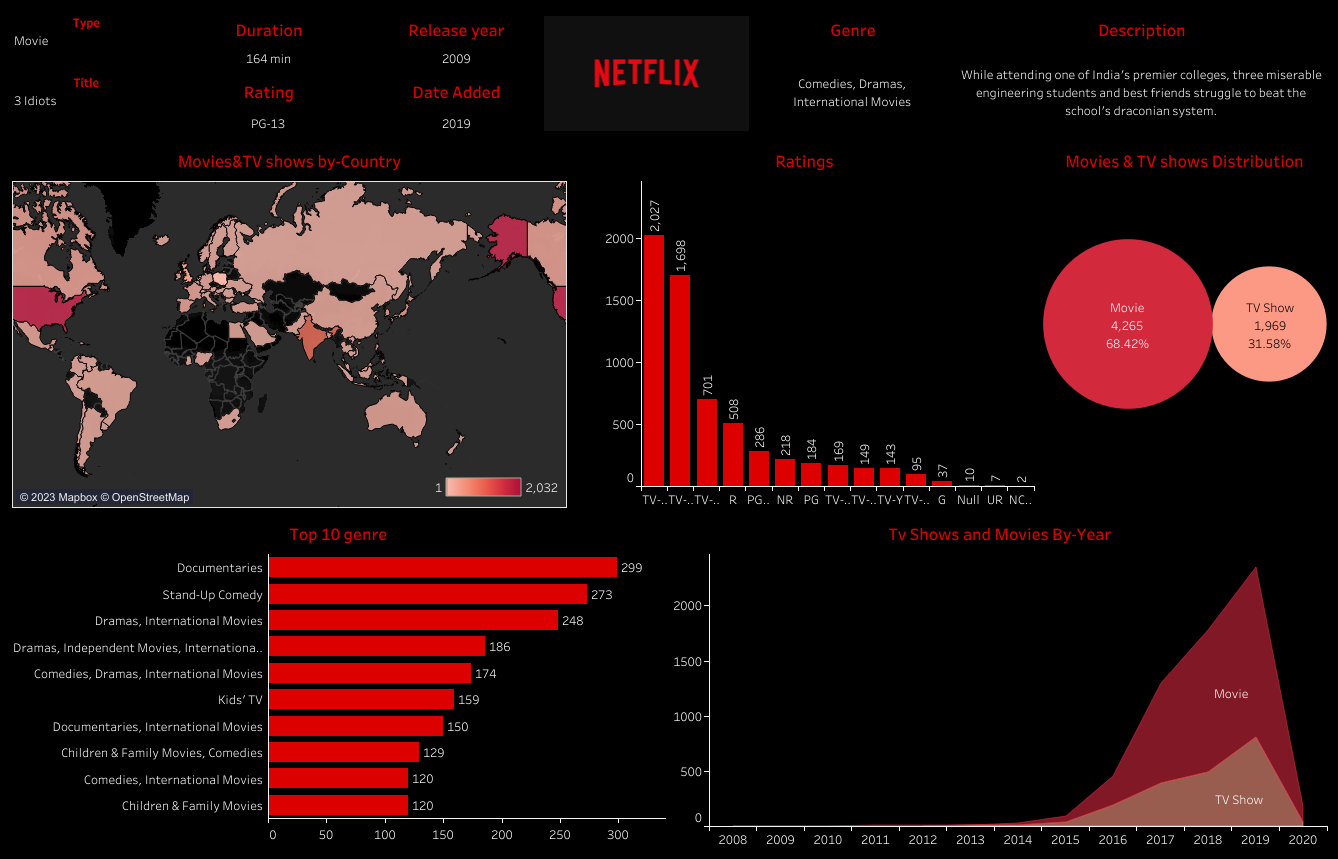 Type
Movie
Title
3 Idiots
Duration
164 min
Rating
PG-13
Release year
2009
Date Added
2019
NETFLIX
Genre
Comedies, Dramas,
International Movies
Description
While attending one of India's premier colleges, three miserable
engineering students and best friends struggle to beat the
school's draconian system.
Movies&TV shows by-Country
© 2023 Mapbox © OpenStreetMap
1
2,032
Ratings
2000
1500
1000
500
0
2,027
1,698
701
508
286
218
184
169
149
143
95
37
10
7
2
TV-.. TV-.. TV-.. R PG.. NR PG TV-.. TV-.. TV-Y TV-.. G Null UR NC..
Movies & TV shows Distribution
Movie
4,265
68.42%
TV Show
1,969
31.58%
Top 10 genre
Documentaries 299
Stand-Up Comedy 273
Dramas, International Movies 248
Dramas, Independent Movies, Internationa.. 186
Comedies, Dramas, International Movies 174
Kids' TV 159
Documentaries, International Movies 150
Children & Family Movies, Comedies 129
Comedies, International Movies 120
Children & Family Movies 120
0 50 100 150 200 250 300
Tv Shows and Movies By-Year
2000
1500
1000
500
0
Movie
TV Show
2008 2009 2010 2011 2012 2013 2014 2015 2016 2017 2018 2019 2020